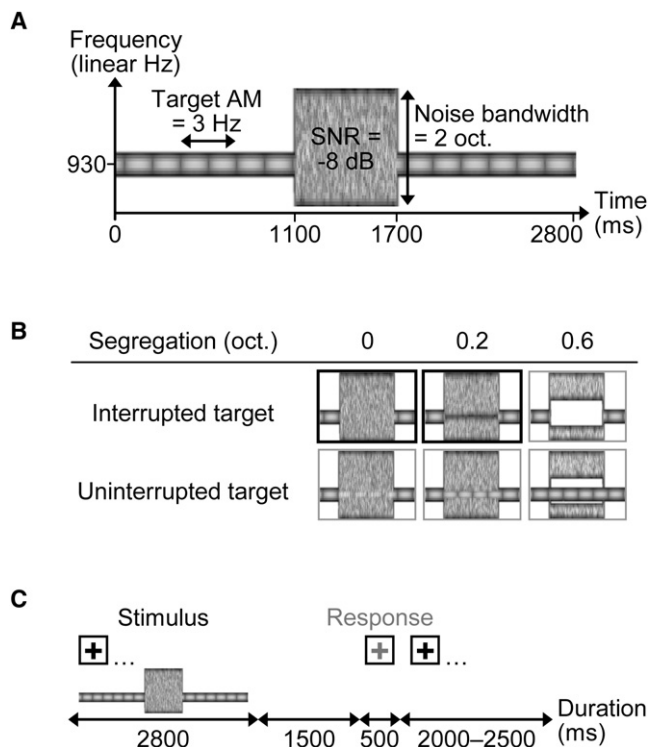 A
Frequency
(linear Hz)
Target AM
= 3 Hz
SNR =
-8 dB
Noise bandwidth
= 2 oct.
930
Time
(ms)
0 1100 1700 2800
B
Segregation (oct.) 0 0.2 0.6
Interrupted target
Uninterrupted target
C
Stimulus Response
... ...
Duration
(ms)
2800 1500 500 2000–2500